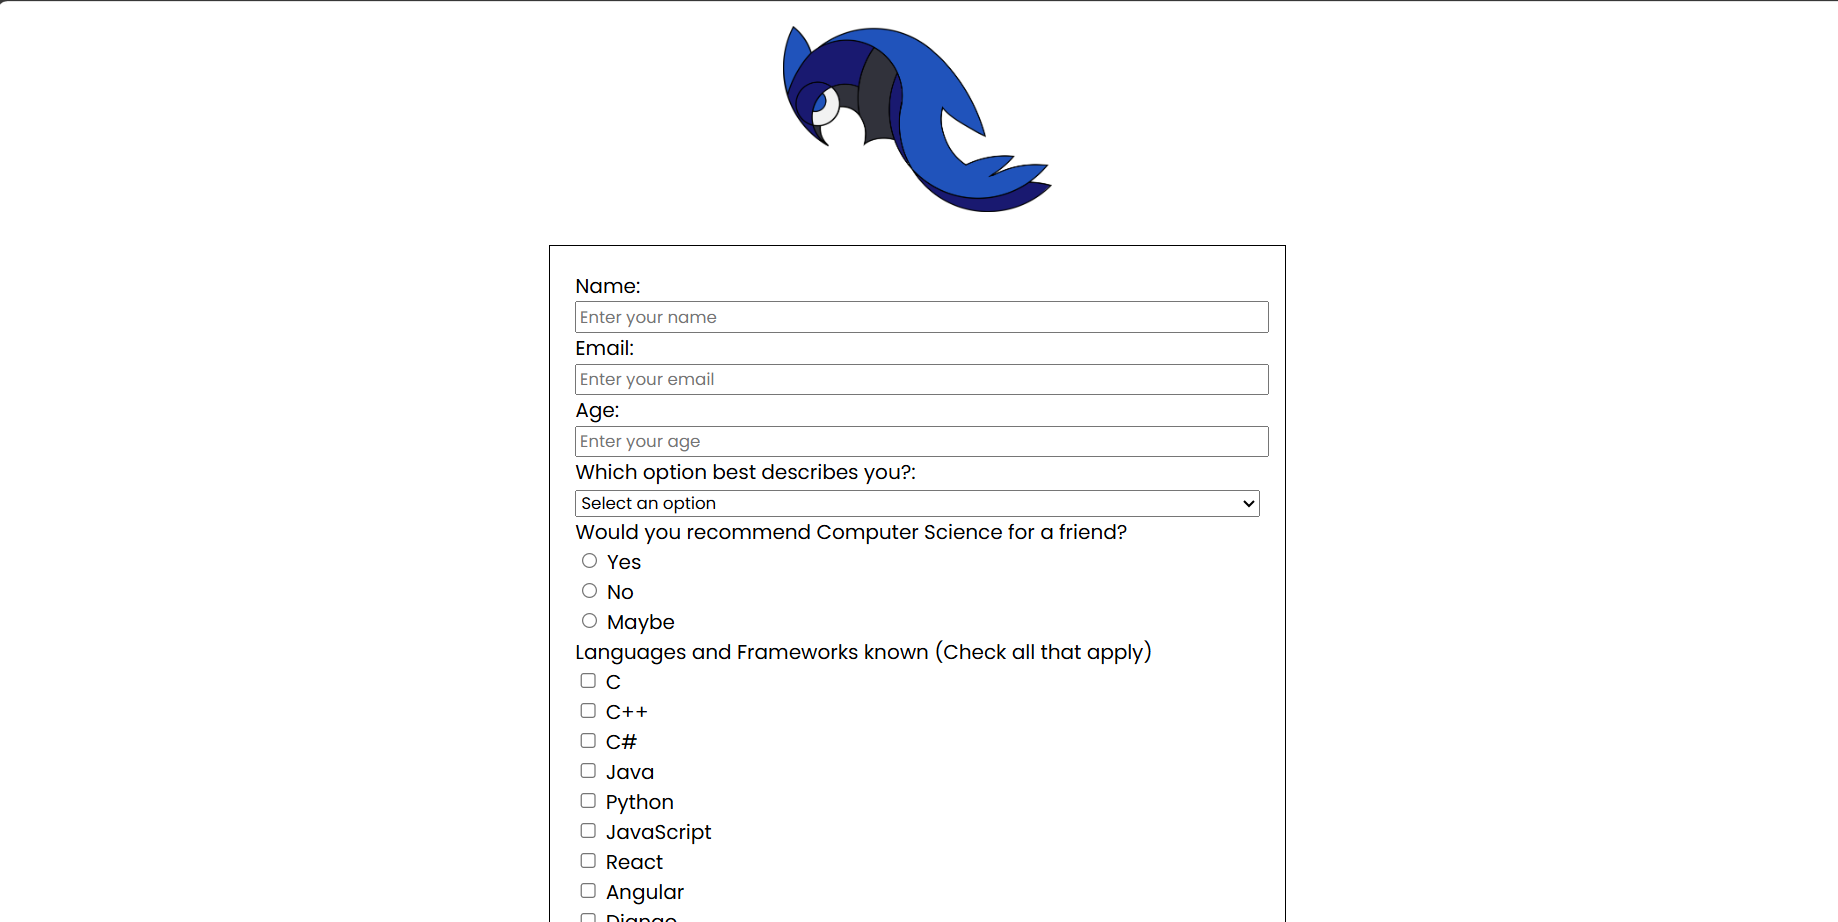 Name:
Enter your name
Email:
Enter your email
Age:
Enter your age
Which option best describes you?:
Select an option
Would you recommend Computer Science for a friend?
Yes
No
Maybe
Languages and Frameworks known (Check all that apply)
C
C++
C#
Java
Python
JavaScript
React
Angular
Django